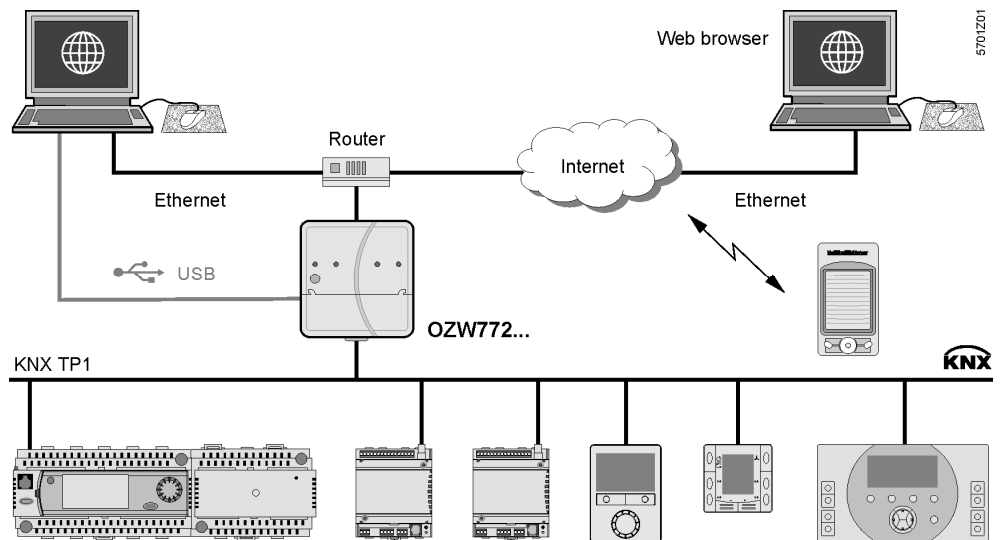 Web browser
5701Z01
Router
Internet
Ethernet
Ethernet
USB
OZW772...
KNX TP1
KNX